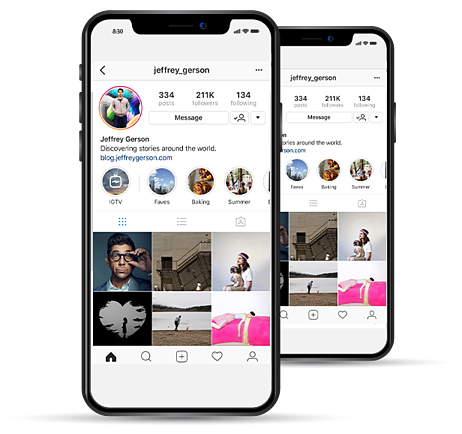 8:30
jeffrey_gerson
334 211K 134
posts followers following
Message
Jeffrey Gerson
Discovering stories around the world.
blog.jeffreygerson.com
IGTV Faves Baking Summer
jeffrey_gerson
334 211K 134
posts followers following
Message
son
stories around the world.
rson.com
Faves Baking Summer